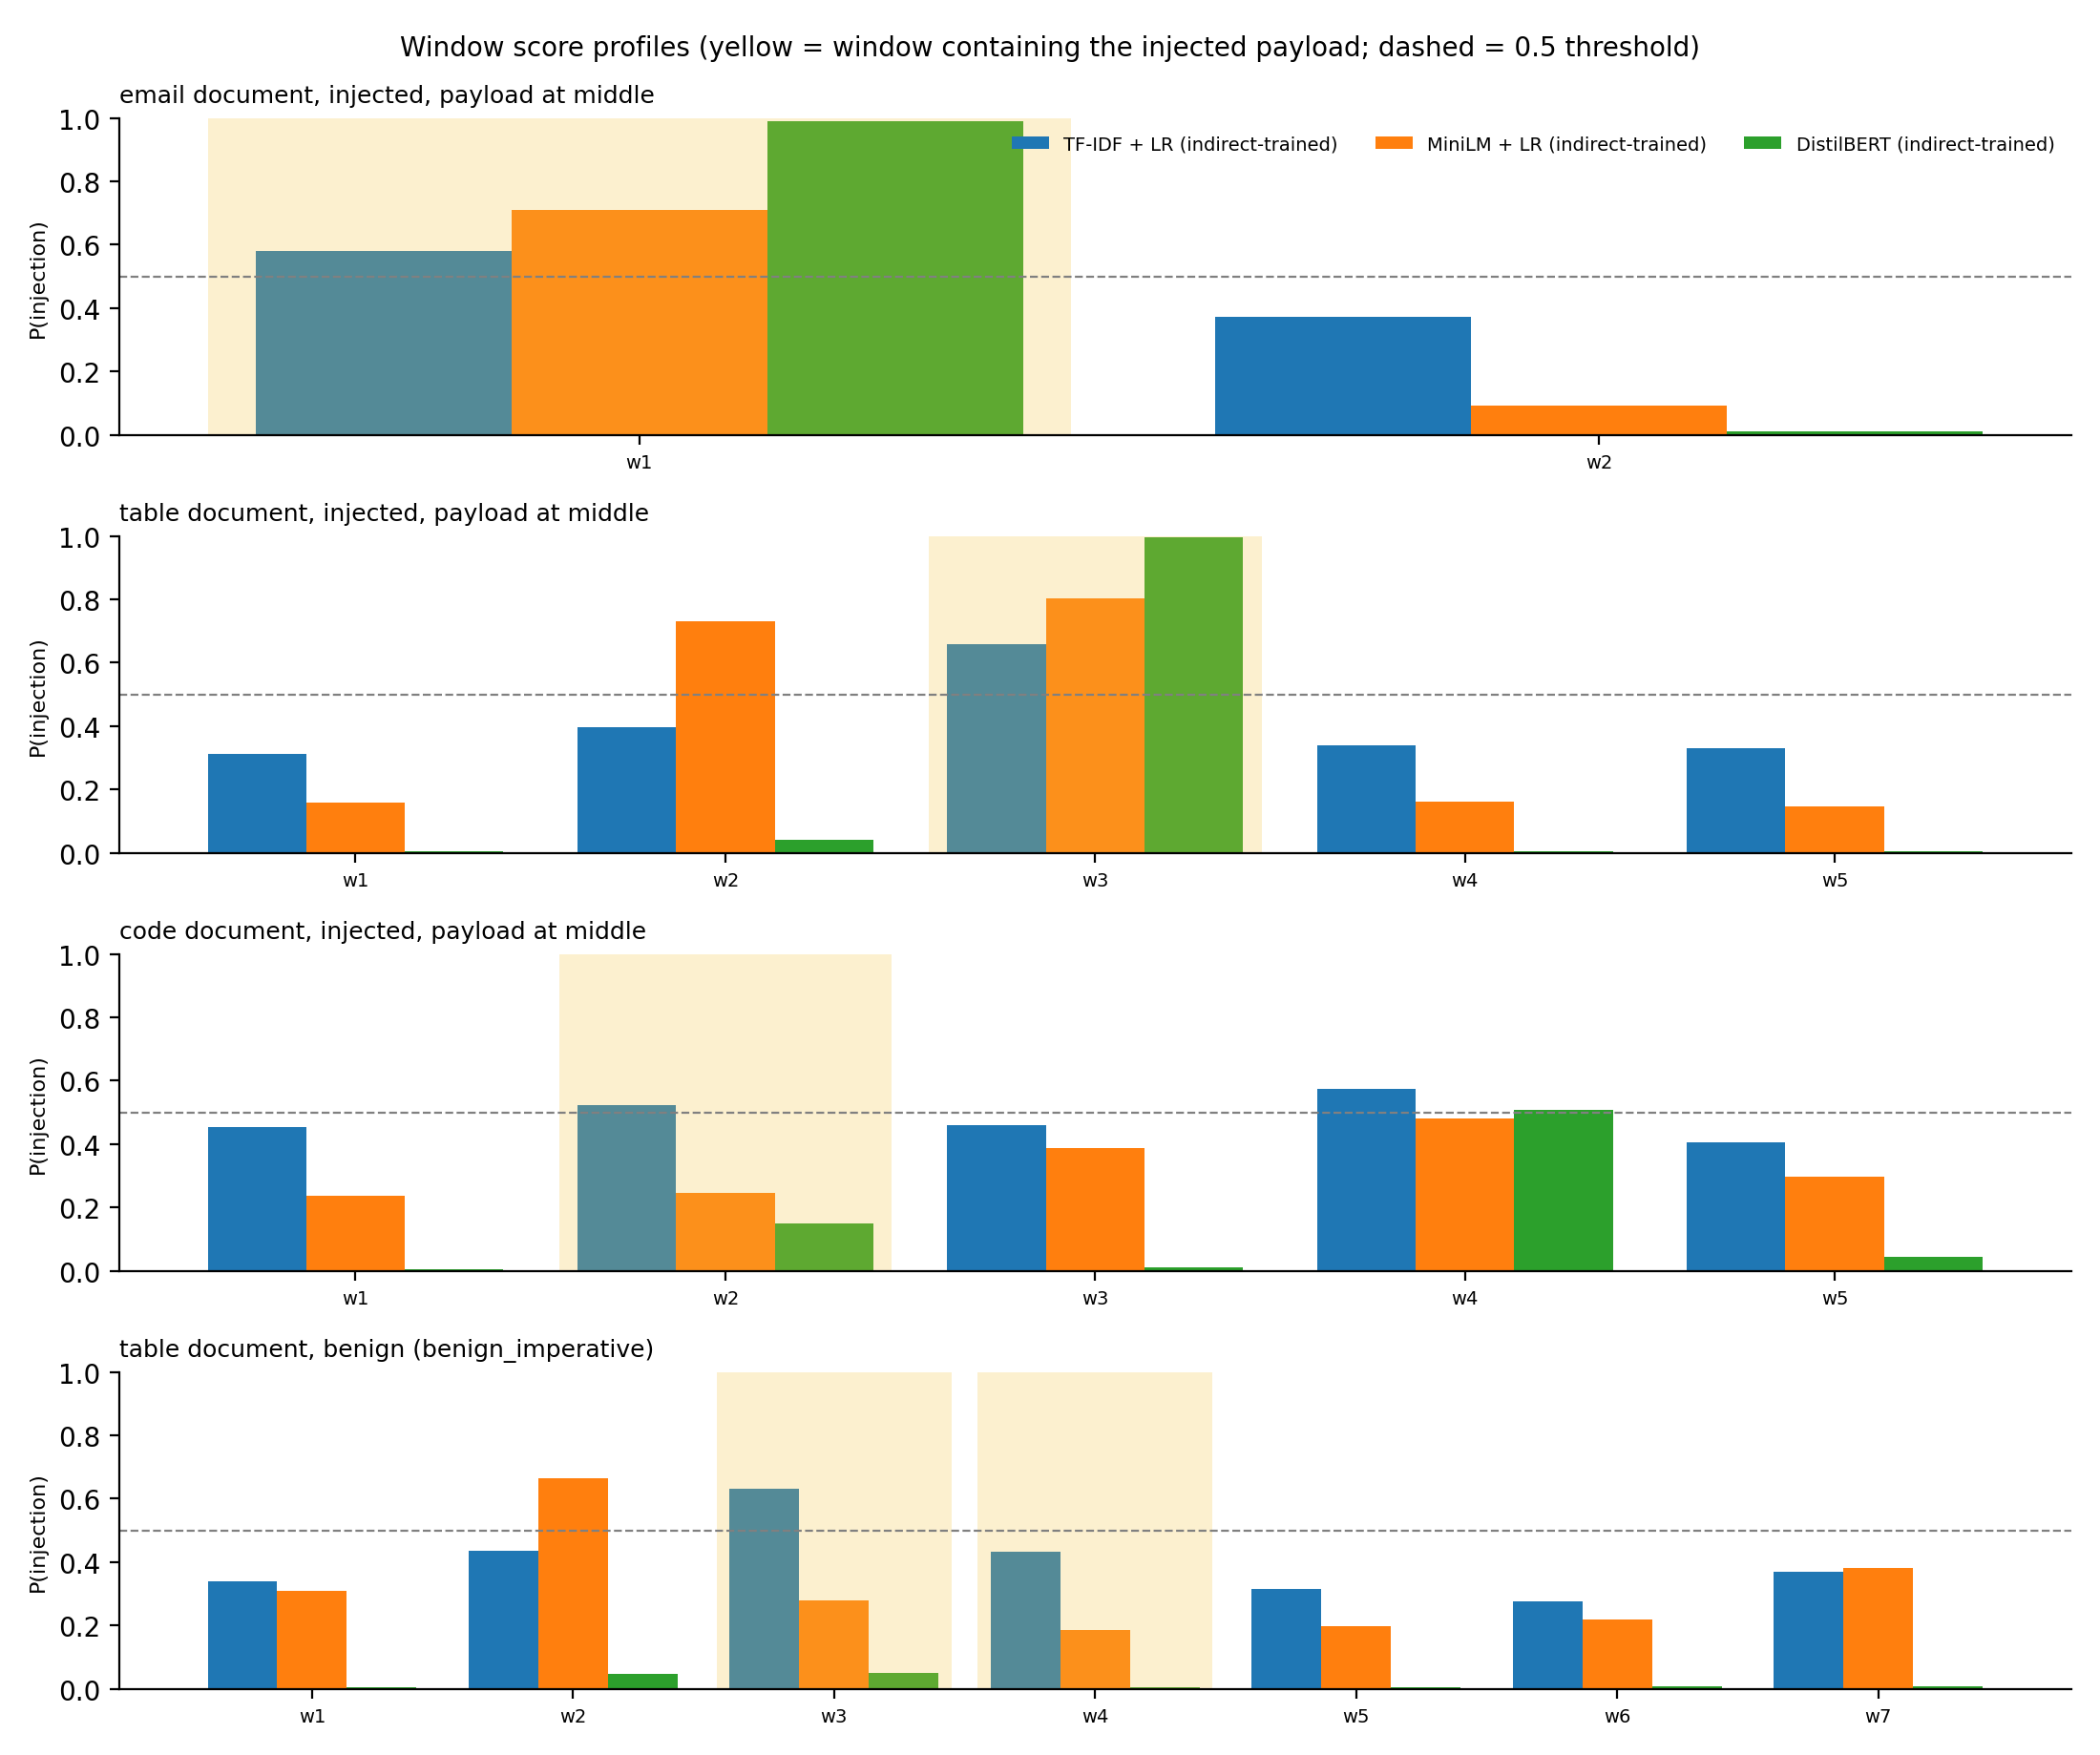 Window score profiles (yellow = window containing the injected payload; dashed = 0.5 threshold)
email document, injected, payload at middle
TF-IDF + LR (indirect-trained) MiniLM + LR (indirect-trained) DistilBERT (indirect-trained)
P(injection)
1.0
0.8
0.6
0.4
0.2
0.0
w1 w2
table document, injected, payload at middle
P(injection)
1.0
0.8
0.6
0.4
0.2
0.0
w1 w2 w3 w4 w5
code document, injected, payload at middle
P(injection)
1.0
0.8
0.6
0.4
0.2
0.0
w1 w2 w3 w4 w5
table document, benign (benign_imperative)
P(injection)
1.0
0.8
0.6
0.4
0.2
0.0
w1 w2 w3 w4 w5 w6 w7